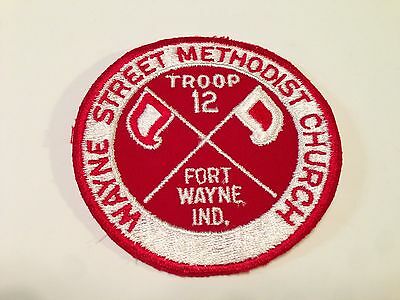 WAYNE STREET METHODIST CHURCH
TROOP
12
FORT
WAYNE
IND.